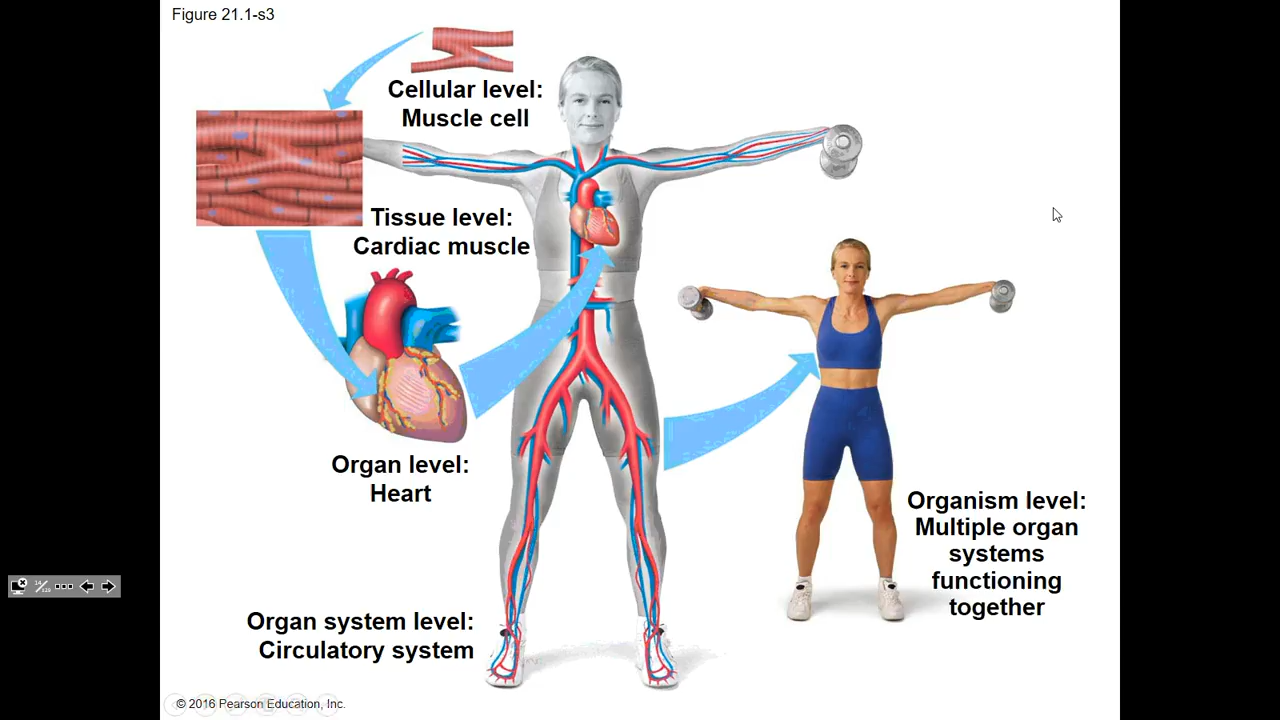 Figure 21.1-s3
Cellular level:
Muscle cell
Tissue level:
Cardiac muscle
Organ level:
Heart
Organ system level:
Circulatory system
Organism level:
Multiple organ
systems
functioning
together
© 2016 Pearson Education, Inc.